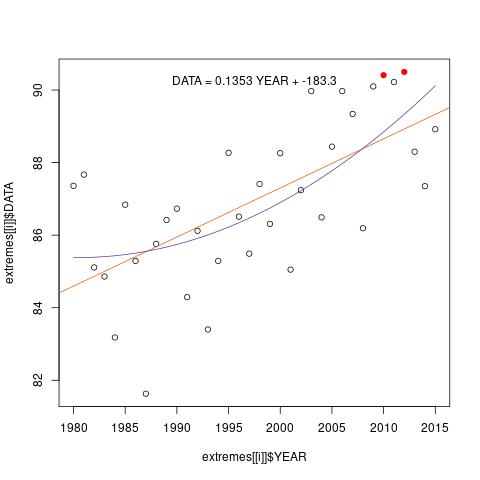 DATA = 0.1353 YEAR + -183.3
90
88
86
84
82
extremes[[i]]$DATA
1980 1985 1990 1995 2000 2005 2010 2015
extremes[[i]]$YEAR